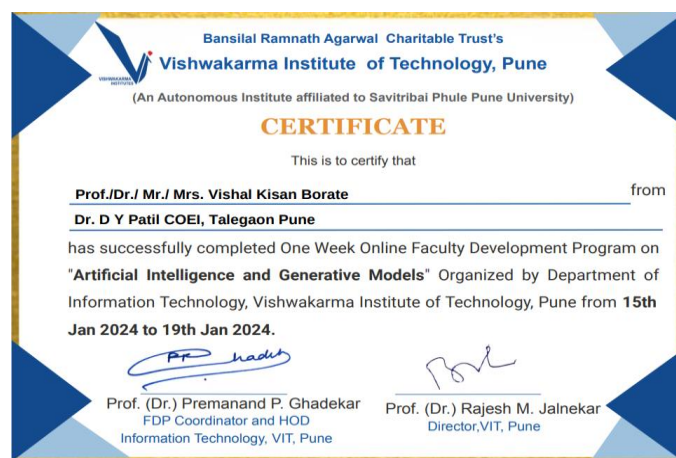 Bansilal Ramnath Agarwal Charitable Trust's
Vishwakarma Institute of Technology, Pune
VISHWAKARMA
INSTITUTES
(An Autonomous Institute affiliated to Savitribai Phule Pune University)
CERTIFICATE
This is to certify that
Prof./Dr./ Mr./ Mrs. Vishal Kisan Borate from
Dr. D Y Patil COEI, Talegaon Pune
has successfully completed One Week Online Faculty Development Program on
"Artificial Intelligence and Generative Models" Organized by Department of
Information Technology, Vishwakarma Institute of Technology, Pune from 15th
Jan 2024 to 19th Jan 2024.
Prof. (Dr.) Premanand P. Ghadekar
FDP Coordinator and HOD
Information Technology, VIT, Pune
Prof. (Dr.) Rajesh M. Jalnekar
Director,VIT, Pune